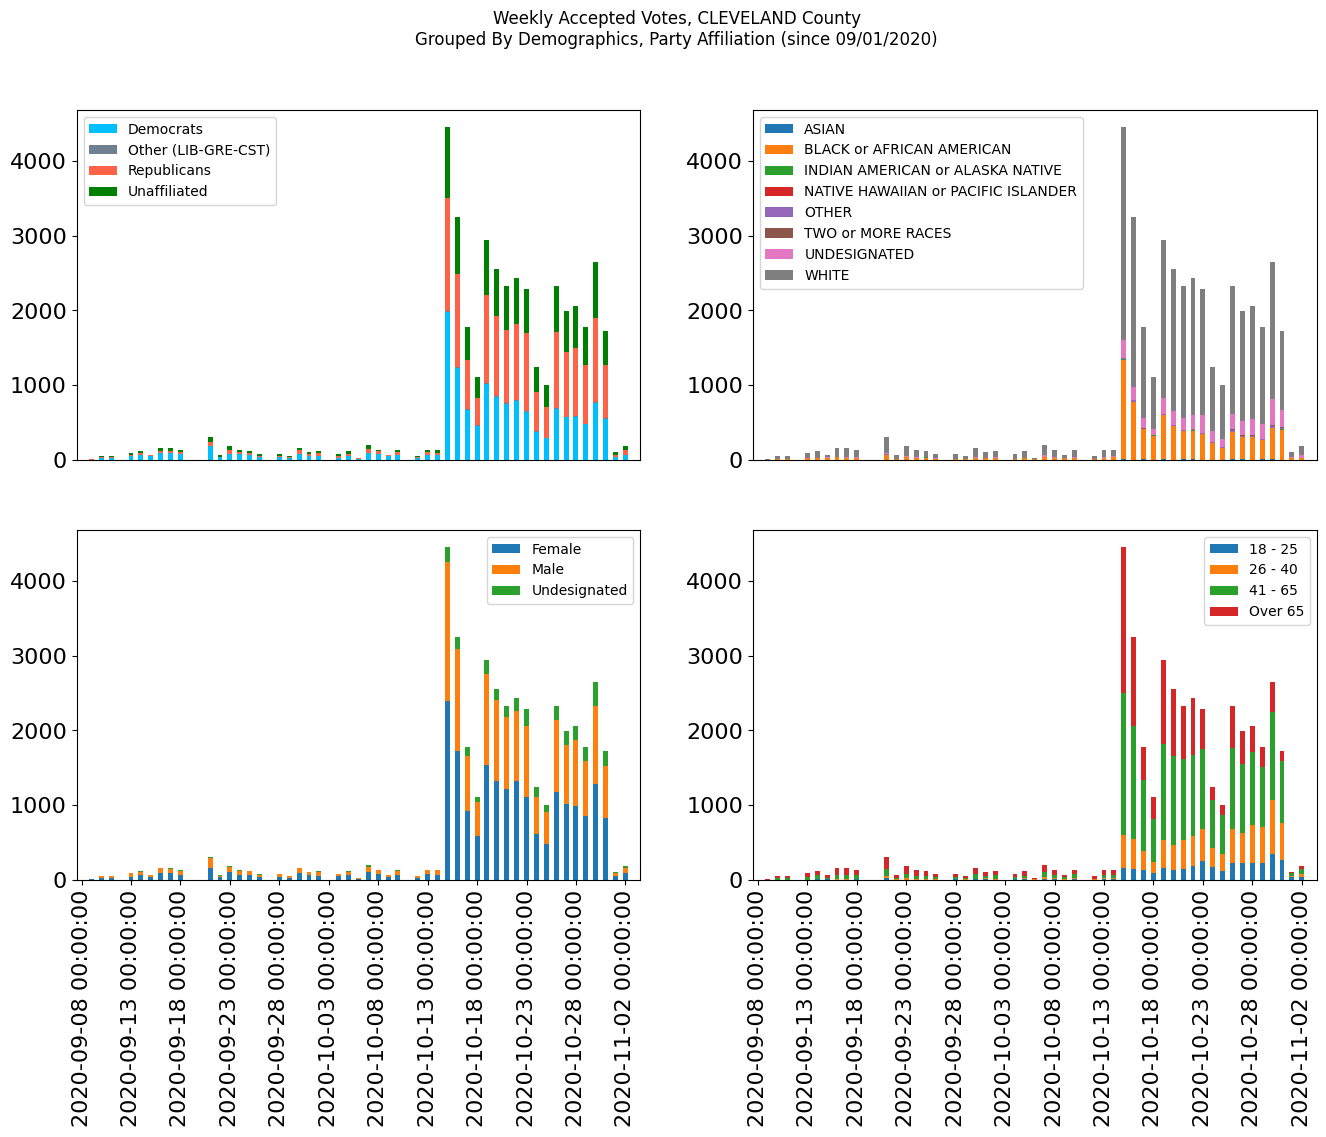 Weekly Accepted Votes, CLEVELAND County
Grouped By Demographics, Party Affiliation (since 09/01/2020)
Democrats
Other (LIB-GRE-CST)
Republicans
Unaffiliated
4000
3000
2000
1000
0
ASIAN
BLACK or AFRICAN AMERICAN
INDIAN AMERICAN or ALASKA NATIVE
NATIVE HAWAIIAN or PACIFIC ISLANDER
OTHER
TWO or MORE RACES
UNDESIGNATED
WHITE
4000
3000
2000
1000
0
Female
Male
Undesignated
4000
3000
2000
1000
0
2020-09-08 00:00:00
2020-09-13 00:00:00
2020-09-18 00:00:00
2020-09-23 00:00:00
2020-09-28 00:00:00
2020-10-03 00:00:00
2020-10-08 00:00:00
2020-10-13 00:00:00
2020-10-18 00:00:00
2020-10-23 00:00:00
2020-10-28 00:00:00
2020-11-02 00:00:00
18 - 25
26 - 40
41 - 65
Over 65
4000
3000
2000
1000
0
2020-09-08 00:00:00
2020-09-13 00:00:00
2020-09-18 00:00:00
2020-09-23 00:00:00
2020-09-28 00:00:00
2020-10-03 00:00:00
2020-10-08 00:00:00
2020-10-13 00:00:00
2020-10-18 00:00:00
2020-10-23 00:00:00
2020-10-28 00:00:00
2020-11-02 00:00:00